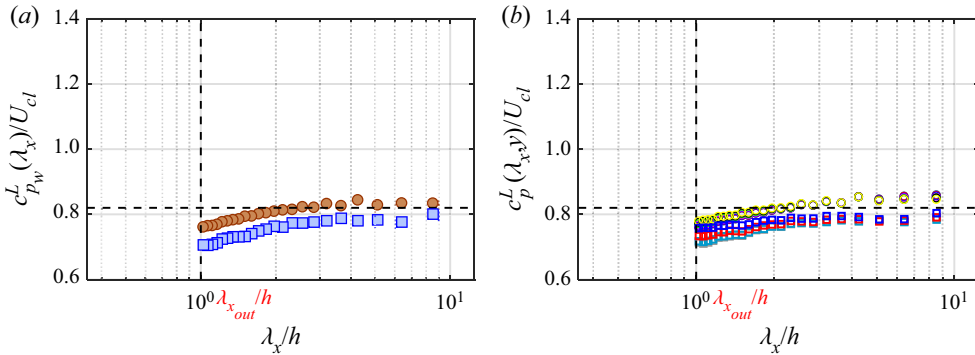 (a)
(b)
1.4
1.2
1.0
0.8
0.6
c_{p_w}^L(λ_x)/U_{cl}
10^0 λ_{x_{out}}/h
10^1
λ_x/h
1.4
1.2
1.0
0.8
0.6
c_p^L(λ_x,y)/U_{cl}
10^0 λ_{x_{out}}/h
10^1
λ_x/h